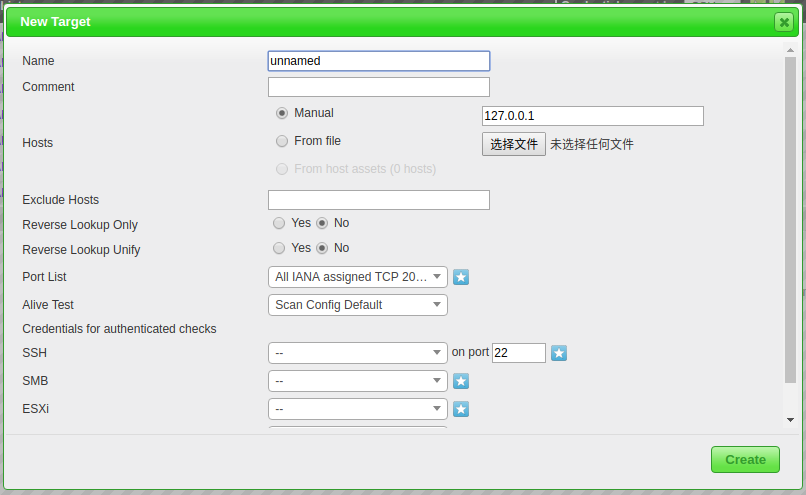 New Target
Name unnamed
Comment
Manual 127.0.0.1
Hosts From file 选择文件 未选择任何文件
From host assets (0 hosts)
Exclude Hosts
Reverse Lookup Only Yes No
Reverse Lookup Unify Yes No
Port List All IANA assigned TCP 20...
Alive Test Scan Config Default
Credentials for authenticated checks
SSH -- on port 22
SMB --
ESXi --
Create